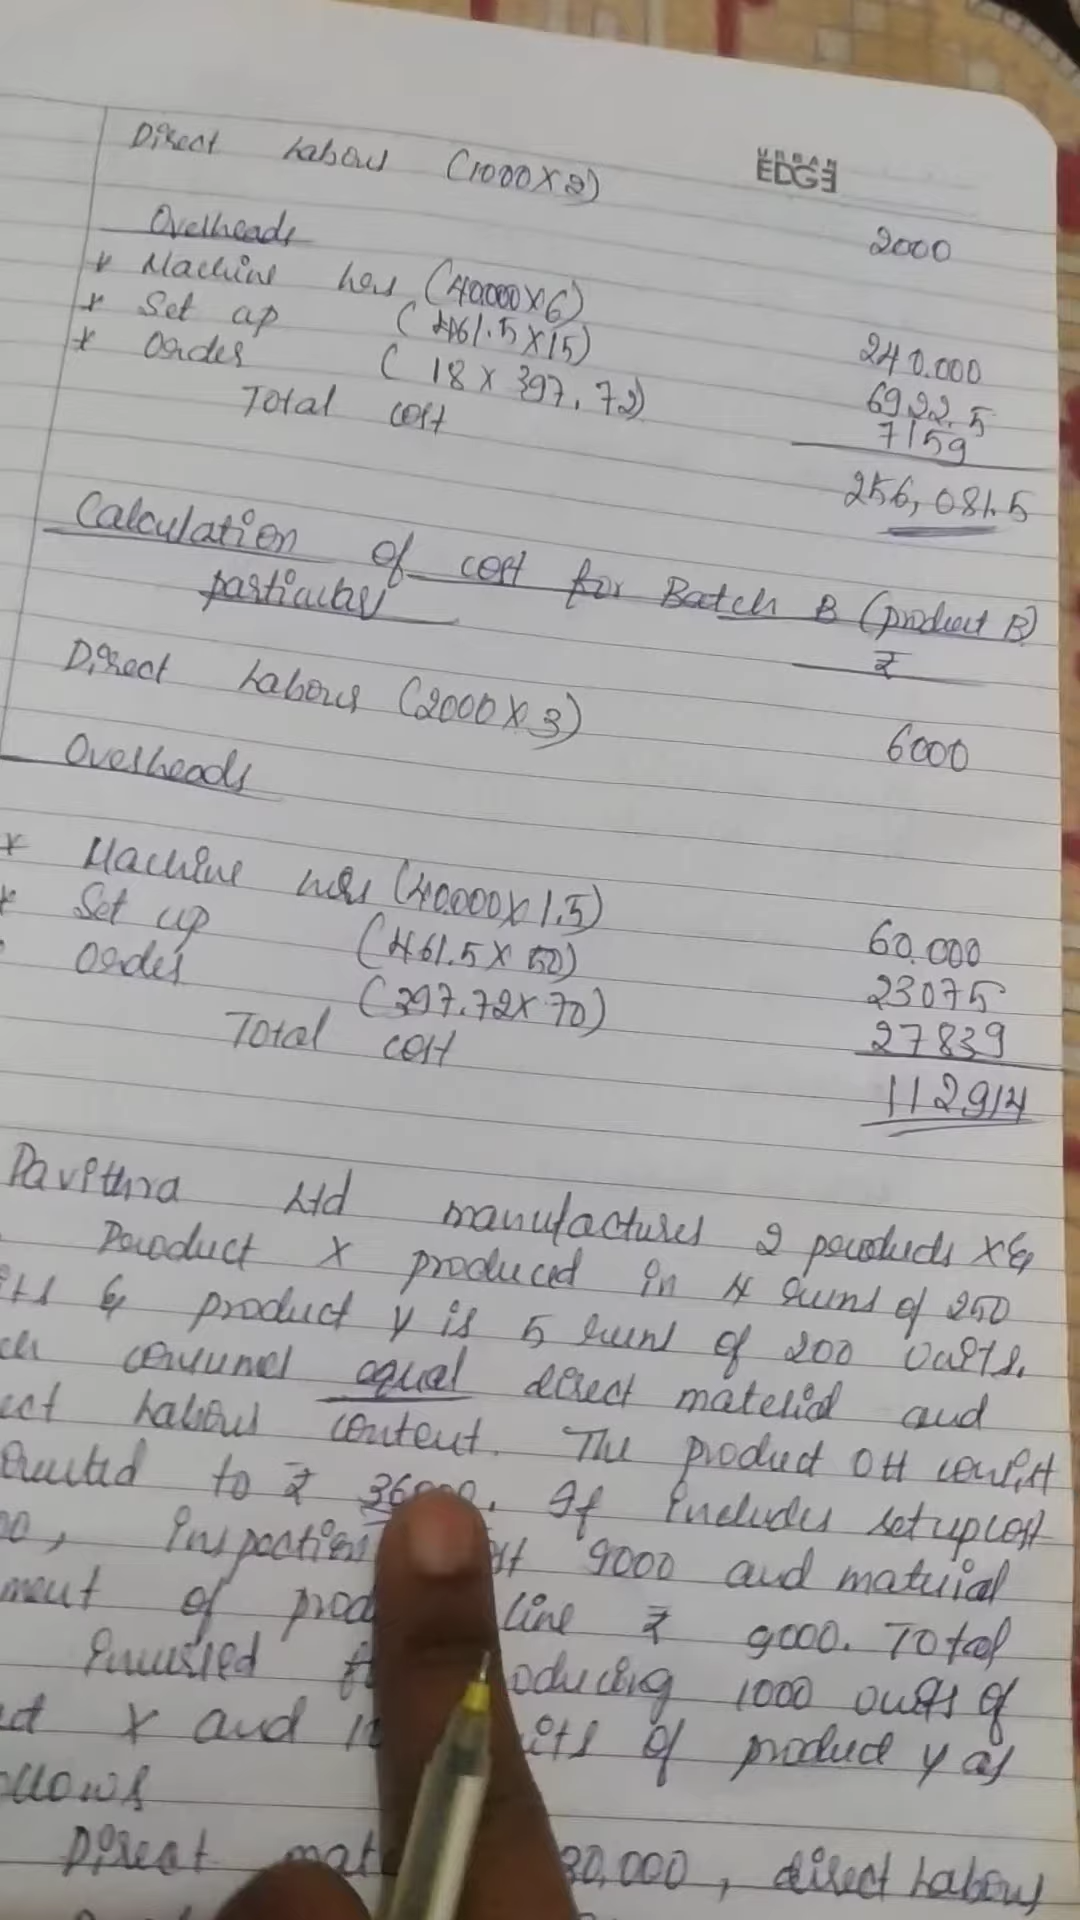 URBAN
EDGE
Direct Labour (1000 X 2) 2000
Overheads
* Machine hrs (40,000 X 6) 240.000
* Set up (461.5 X 15) 6922.5
* Order (18 X 397.72) 7159
Total cost 256,081.5
Calculation of cost for Batch B (product B)
particulars ₹
Direct Labour (2000 X 3) 6000
Overheads
* Machine hrs (40,000 X 1.5) 60.000
* Set up (461.5 X 50) 23075
Order (397.72 X 70) 27839
Total cost 112914
Pavithra Ltd manufactures 2 products X &
Product X produced in 4 runs of 250
& product Y is 5 runs of 200 units.
consumes equal direct material and
Labour content. The product OH
to ₹ If includes setup cost
Inspection 9000 and material
of line ₹ 9000. Total
1000 units of
X and of product Y as
Direct 30,000, direct Labour